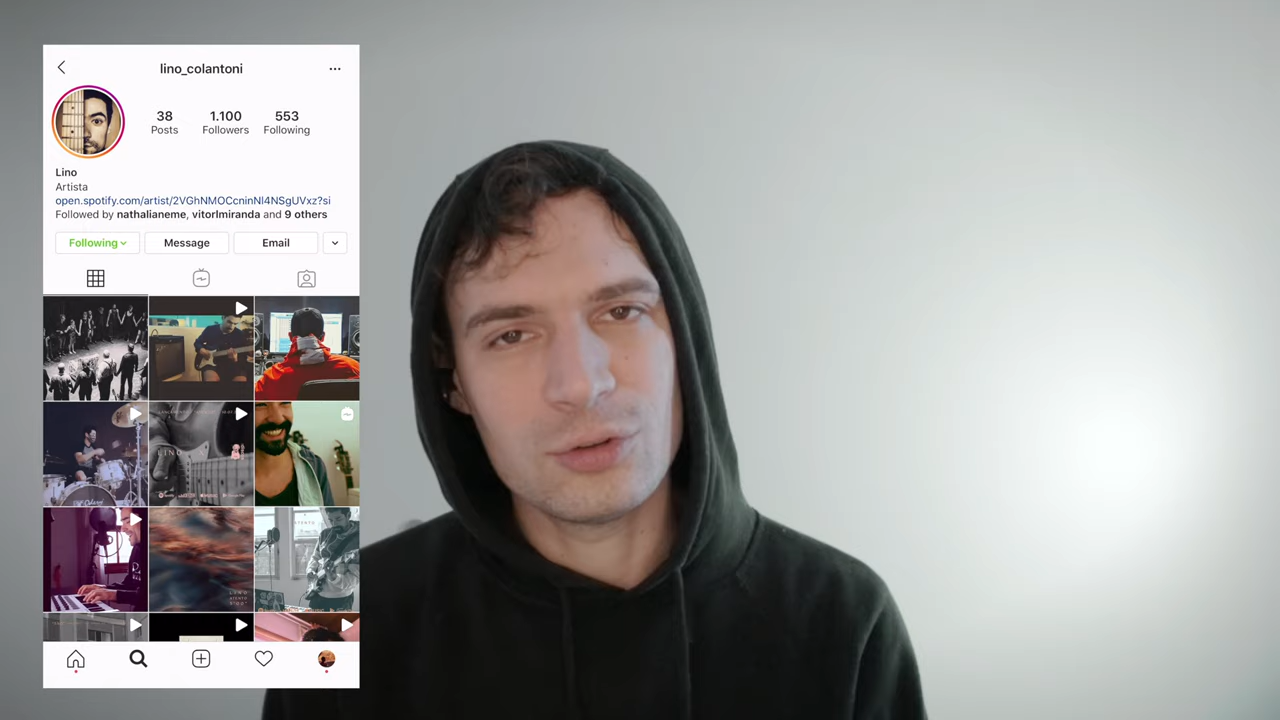 lino_colantoni
38 1.100 553
Posts Followers Following
Lino
Artista
open.spotify.com/artist/2VGhNMOCcninNl4NSgUVxz?si
Followed by nathalianeme, vitorlmiranda and 9 others
Following Message Email